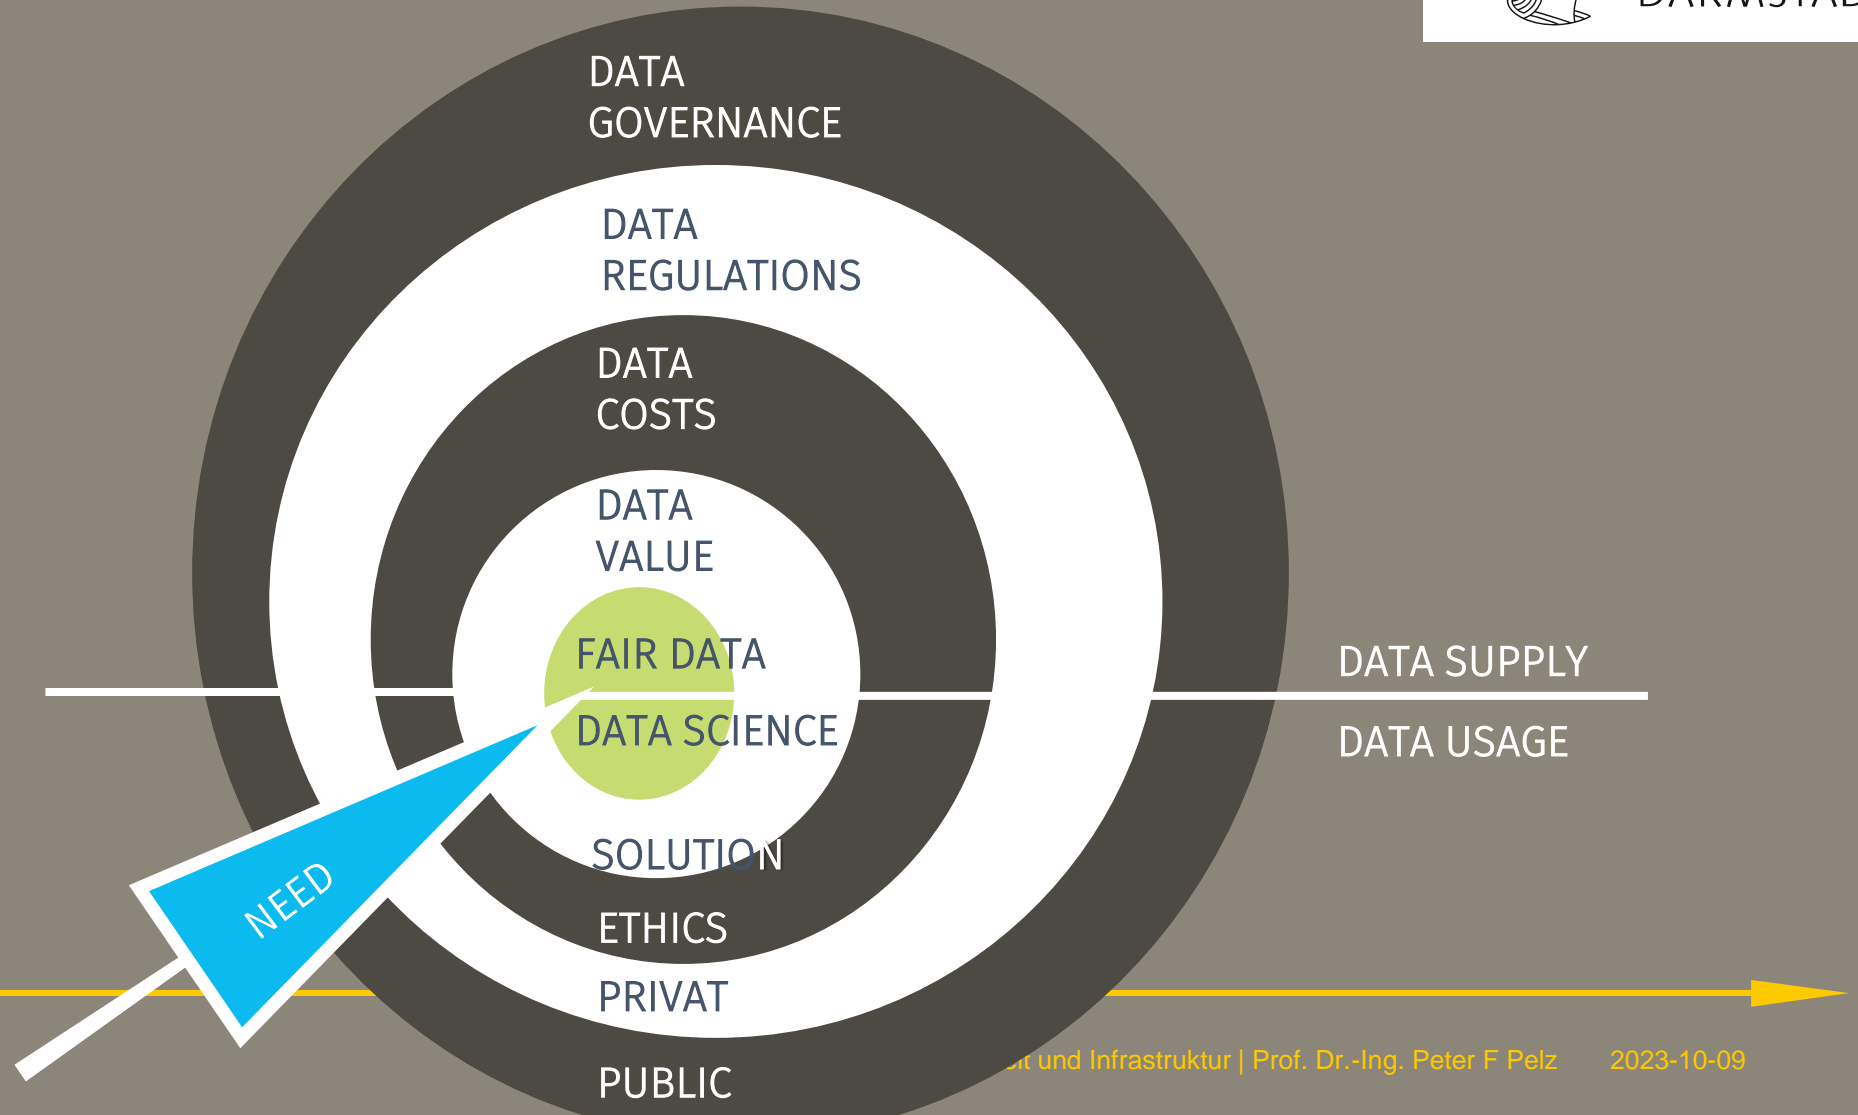 DATA
GOVERNANCE
DATA
REGULATIONS
DATA
COSTS
DATA
VALUE
FAIR DATA
DATA SUPPLY
DATA SCIENCE
DATA USAGE
SOLUTION
NEED
ETHICS
PRIVAT
und Infrastruktur | Prof. Dr.-Ing. Peter F Pelz 2023-10-09
PUBLIC